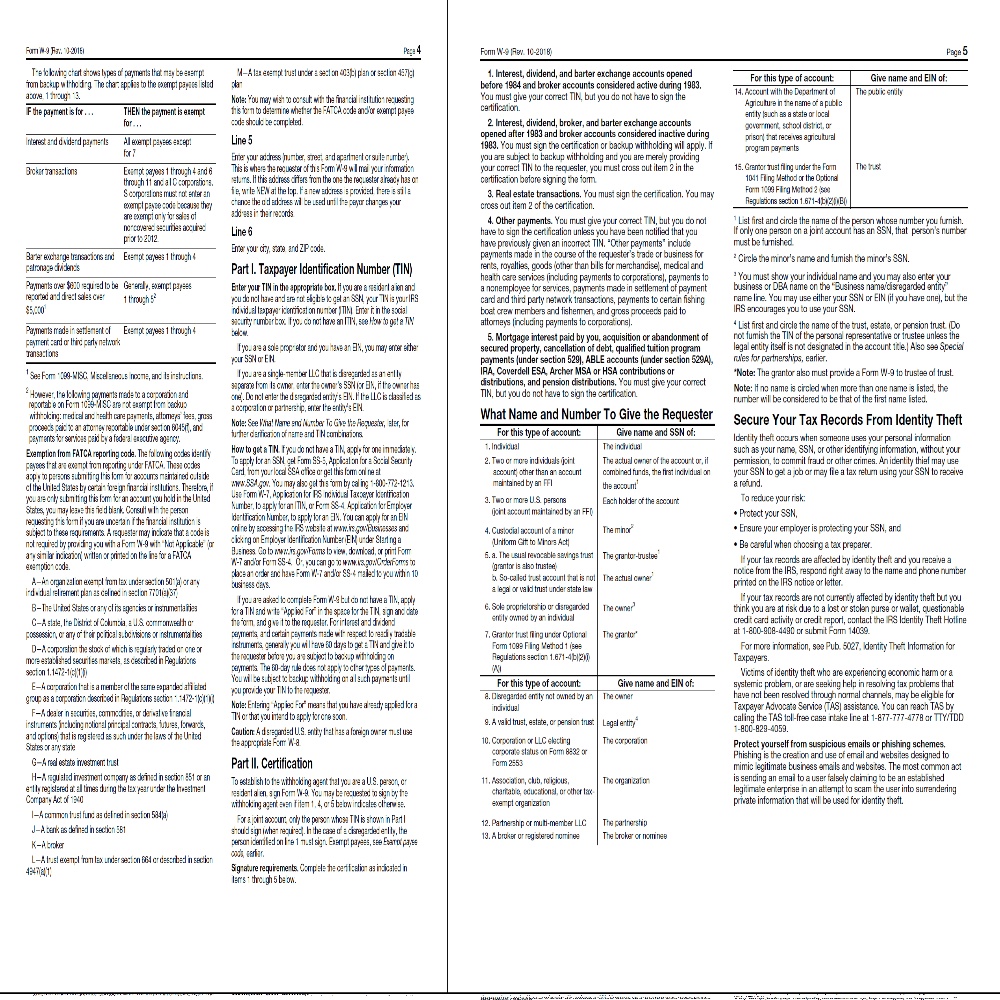 Form W-9 (Rev. 10-2018)
Page 4
The following chart shows types of payments that may be exempt
from backup withholding. The chart applies to the exempt payees listed
above, 1 through 13.
IF the payment is for . . .
THEN the payment is exempt
for . . .
Interest and dividend payments
All exempt payees except
for 7
Broker transactions
Exempt payees 1 through 4 and 6
through 11 and all C corporations.
S corporations must not enter an
exempt payee code because they
are exempt only for sales of
noncovered securities acquired
prior to 2012.
Barter exchange transactions and
patronage dividends
Exempt payees 1 through 4
Payments over $600 required to be
reported and direct sales over
$5,000¹
Generally, exempt payees
1 through 5²
Payments made in settlement of
payment card or third party network
transactions
Exempt payees 1 through 4
¹ See Form 1099-MISC, Miscellaneous Income, and its instructions.
² However, the following payments made to a corporation and
reportable on Form 1099-MISC are not exempt from backup
withholding: medical and health care payments, attorneys' fees, gross
proceeds paid to an attorney reportable under section 6045(f), and
payments for services paid by a federal executive agency.
Exemption from FATCA reporting code. The following codes identify
payees that are exempt from reporting under FATCA. These codes
apply to persons submitting this form for accounts maintained outside
of the United States by certain foreign financial institutions. Therefore, if
you are only submitting this form for an account you hold in the United
States, you may leave this field blank. Consult with the person
requesting this form if you are uncertain if the financial institution is
subject to these requirements. A requester may indicate that a code is
not required by providing you with a Form W-9 with "Not Applicable" (or
any similar indication) written or printed on the line for a FATCA
exemption code.
A—An organization exempt from tax under section 501(a) or any
individual retirement plan as defined in section 7701(a)(37)
B—The United States or any of its agencies or instrumentalities
C—A state, the District of Columbia, a U.S. commonwealth or
possession, or any of their political subdivisions or instrumentalities
D—A corporation the stock of which is regularly traded on one or
more established securities markets, as described in Regulations
section 1.1472-1(c)(1)(i)
E—A corporation that is a member of the same expanded affiliated
group as a corporation described in Regulations section 1.1472-1(c)(1)(i)
F—A dealer in securities, commodities, or derivative financial
instruments (including notional principal contracts, futures, forwards,
and options) that is registered as such under the laws of the United
States or any state
G—A real estate investment trust
H—A regulated investment company as defined in section 851 or an
entity registered at all times during the tax year under the Investment
Company Act of 1940
I—A common trust fund as defined in section 584(a)
J—A bank as defined in section 581
K—A broker
L—A trust exempt from tax under section 664 or described in section
4947(a)(1)
M—A tax exempt trust under a section 403(b) plan or section 457(g)
plan
Note: You may wish to consult with the financial institution requesting
this form to determine whether the FATCA code and/or exempt payee
code should be completed.
Line 5
Enter your address (number, street, and apartment or suite number).
This is where the requester of this Form W-9 will mail your information
returns. If this address differs from the one the requester already has on
file, write NEW at the top. If a new address is provided, there is still a
chance the old address will be used until the payor changes your
address in their records.
Line 6
Enter your city, state, and ZIP code.
Part I. Taxpayer Identification Number (TIN)
Enter your TIN in the appropriate box. If you are a resident alien and
you do not have and are not eligible to get an SSN, your TIN is your IRS
individual taxpayer identification number (ITIN). Enter it in the social
security number box. If you do not have an ITIN, see How to get a TIN
below.
If you are a sole proprietor and you have an EIN, you may enter either
your SSN or EIN.
If you are a single-member LLC that is disregarded as an entity
separate from its owner, enter the owner's SSN (or EIN, if the owner has
one). Do not enter the disregarded entity's EIN. If the LLC is classified as
a corporation or partnership, enter the entity's EIN.
Note: See What Name and Number To Give the Requester, later, for
further clarification of name and TIN combinations.
How to get a TIN. If you do not have a TIN, apply for one immediately.
To apply for an SSN, get Form SS-5, Application for a Social Security
Card, from your local SSA office or get this form online at
www.SSA.gov. You may also get this form by calling 1-800-772-1213.
Use Form W-7, Application for IRS Individual Taxpayer Identification
Number, to apply for an ITIN, or Form SS-4, Application for Employer
Identification Number, to apply for an EIN. You can apply for an EIN
online by accessing the IRS website at www.irs.gov/Businesses and
clicking on Employer Identification Number (EIN) under Starting a
Business. Go to www.irs.gov/Forms to view, download, or print Form
W-7 and/or Form SS-4. Or, you can go to www.irs.gov/OrderForms to
place an order and have Form W-7 and/or SS-4 mailed to you within 10
business days.
If you are asked to complete Form W-9 but do not have a TIN, apply
for a TIN and write "Applied For" in the space for the TIN, sign and date
the form, and give it to the requester. For interest and dividend
payments, and certain payments made with respect to readily tradable
instruments, generally you will have 60 days to get a TIN and give it to
the requester before you are subject to backup withholding on
payments. The 60-day rule does not apply to other types of payments.
You will be subject to backup withholding on all such payments until
you provide your TIN to the requester.
Note: Entering "Applied For" means that you have already applied for a
TIN or that you intend to apply for one soon.
Caution: A disregarded U.S. entity that has a foreign owner must use
the appropriate Form W-8.
Part II. Certification
To establish to the withholding agent that you are a U.S. person, or
resident alien, sign Form W-9. You may be requested to sign by the
withholding agent even if item 1, 4, or 5 below indicates otherwise.
For a joint account, only the person whose TIN is shown in Part I
should sign (when required). In the case of a disregarded entity, the
person identified on line 1 must sign. Exempt payees, see Exempt payee
code, earlier.
Signature requirements. Complete the certification as indicated in
items 1 through 5 below.
Form W-9 (Rev. 10-2018)
Page 5
1. Interest, dividend, and barter exchange accounts opened
before 1984 and broker accounts considered active during 1983.
You must give your correct TIN, but you do not have to sign the
certification.
2. Interest, dividend, broker, and barter exchange accounts
opened after 1983 and broker accounts considered inactive during
1983. You must sign the certification or backup withholding will apply. If
you are subject to backup withholding and you are merely providing
your correct TIN to the requester, you must cross out item 2 in the
certification before signing the form.
3. Real estate transactions. You must sign the certification. You may
cross out item 2 of the certification.
4. Other payments. You must give your correct TIN, but you do not
have to sign the certification unless you have been notified that you
have previously given an incorrect TIN. "Other payments" include
payments made in the course of the requester's trade or business for
rents, royalties, goods (other than bills for merchandise), medical and
health care services (including payments to corporations), payments to
a nonemployee for services, payments made in settlement of payment
card and third party network transactions, payments to certain fishing
boat crew members and fishermen, and gross proceeds paid to
attorneys (including payments to corporations).
5. Mortgage interest paid by you, acquisition or abandonment of
secured property, cancellation of debt, qualified tuition program
payments (under section 529), ABLE accounts (under section 529A),
IRA, Coverdell ESA, Archer MSA or HSA contributions or
distributions, and pension distributions. You must give your correct
TIN, but you do not have to sign the certification.
What Name and Number To Give the Requester
For this type of account:
Give name and SSN of:
1. Individual
The individual
2. Two or more individuals (joint
account) other than an account
maintained by an FFI
The actual owner of the account or, if
combined funds, the first individual on
the account¹
3. Two or more U.S. persons
(joint account maintained by an FFI)
Each holder of the account
4. Custodial account of a minor
(Uniform Gift to Minors Act)
The minor²
5. a. The usual revocable savings trust
(grantor is also trustee)
The grantor-trustee¹
b. So-called trust account that is not
a legal or valid trust under state law
The actual owner¹
6. Sole proprietorship or disregarded
entity owned by an individual
The owner³
7. Grantor trust filing under Optional
Form 1099 Filing Method 1 (see
Regulations section 1.671-4(b)(2)(i)
(A))
The grantor*
For this type of account:
Give name and EIN of:
8. Disregarded entity not owned by an
individual
The owner
9. A valid trust, estate, or pension trust
Legal entity⁴
10. Corporation or LLC electing
corporate status on Form 8832 or
Form 2553
The corporation
11. Association, club, religious,
charitable, educational, or other tax-
exempt organization
The organization
12. Partnership or multi-member LLC
The partnership
13. A broker or registered nominee
The broker or nominee
For this type of account:
Give name and EIN of:
14. Account with the Department of
Agriculture in the name of a public
entity (such as a state or local
government, school district, or
prison) that receives agricultural
program payments
The public entity
15. Grantor trust filing under the Form
1041 Filing Method or the Optional
Form 1099 Filing Method 2 (see
Regulations section 1.671-4(b)(2)(i)(B))
The trust
¹ List first and circle the name of the person whose number you furnish.
If only one person on a joint account has an SSN, that person's number
must be furnished.
² Circle the minor's name and furnish the minor's SSN.
³ You must show your individual name and you may also enter your
business or DBA name on the "Business name/disregarded entity"
name line. You may use either your SSN or EIN (if you have one), but the
IRS encourages you to use your SSN.
⁴ List first and circle the name of the trust, estate, or pension trust. (Do
not furnish the TIN of the personal representative or trustee unless the
legal entity itself is not designated in the account title.) Also see Special
rules for partnerships, earlier.
*Note: The grantor also must provide a Form W-9 to trustee of trust.
Note: If no name is circled when more than one name is listed, the
number will be considered to be that of the first name listed.
Secure Your Tax Records From Identity Theft
Identity theft occurs when someone uses your personal information
such as your name, SSN, or other identifying information, without your
permission, to commit fraud or other crimes. An identity thief may use
your SSN to get a job or may file a tax return using your SSN to receive
a refund.
To reduce your risk:
• Protect your SSN,
• Ensure your employer is protecting your SSN, and
• Be careful when choosing a tax preparer.
If your tax records are affected by identity theft and you receive a
notice from the IRS, respond right away to the name and phone number
printed on the IRS notice or letter.
If your tax records are not currently affected by identity theft but you
think you are at risk due to a lost or stolen purse or wallet, questionable
credit card activity or credit report, contact the IRS Identity Theft Hotline
at 1-800-908-4490 or submit Form 14039.
For more information, see Pub. 5027, Identity Theft Information for
Taxpayers.
Victims of identity theft who are experiencing economic harm or a
systemic problem, or are seeking help in resolving tax problems that
have not been resolved through normal channels, may be eligible for
Taxpayer Advocate Service (TAS) assistance. You can reach TAS by
calling the TAS toll-free case intake line at 1-877-777-4778 or TTY/TDD
1-800-829-4059.
Protect yourself from suspicious emails or phishing schemes.
Phishing is the creation and use of email and websites designed to
mimic legitimate business emails and websites. The most common act
is sending an email to a user falsely claiming to be an established
legitimate enterprise in an attempt to scam the user into surrendering
private information that will be used for identity theft.